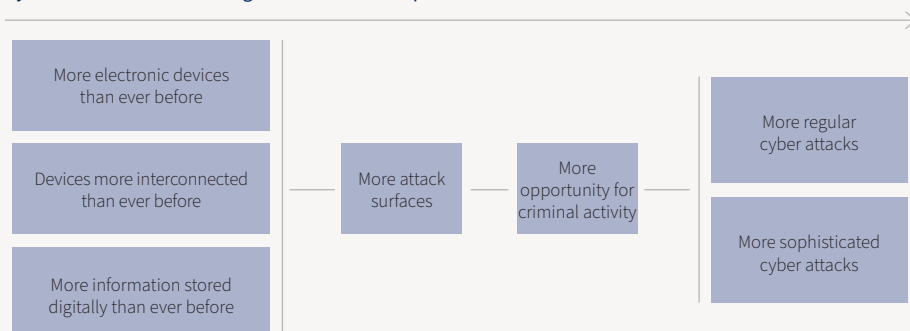 More electronic devices
than ever before
Devices more interconnected
than ever before
More information stored
digitally than ever before
More attack
surfaces
More
opportunity for
criminal activity
More regular
cyber attacks
More sophisticated
cyber attacks